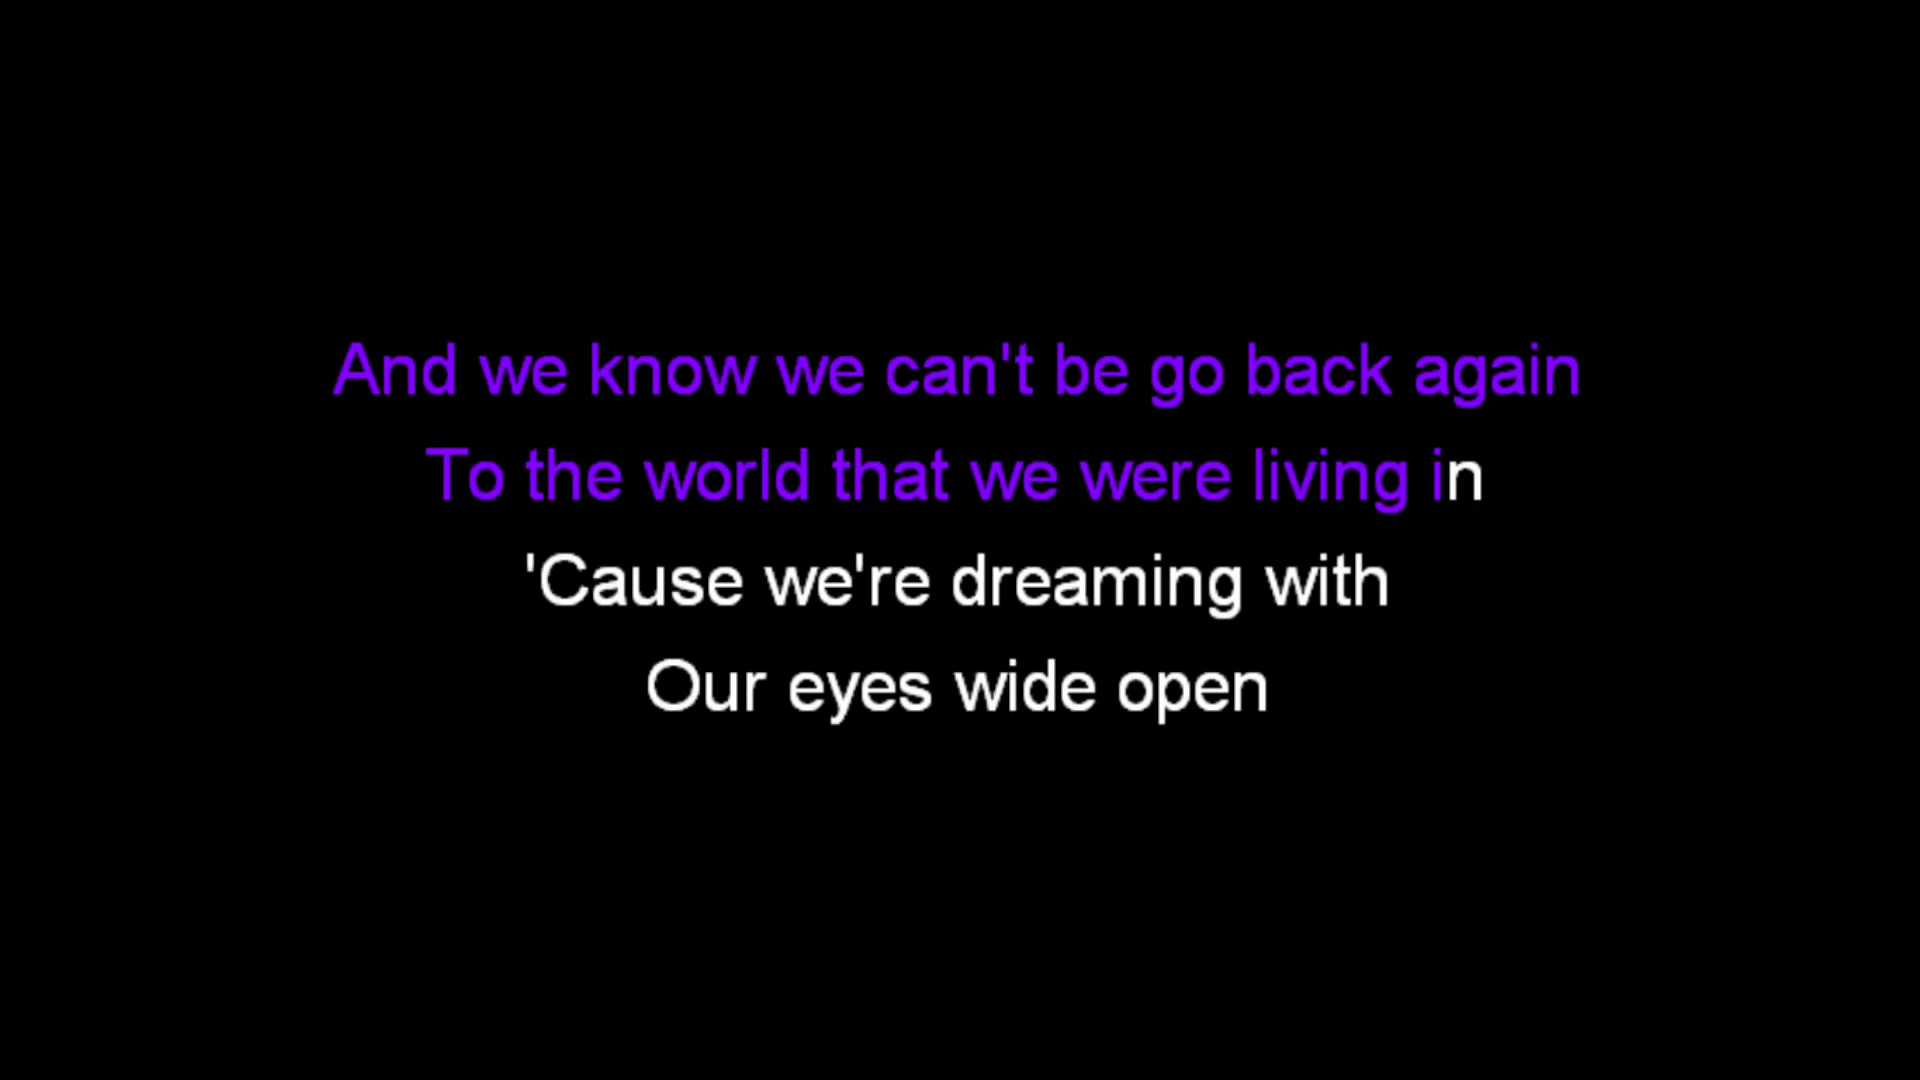 And we know we can't be go back again
To the world that we were living in
'Cause we're dreaming with
Our eyes wide open